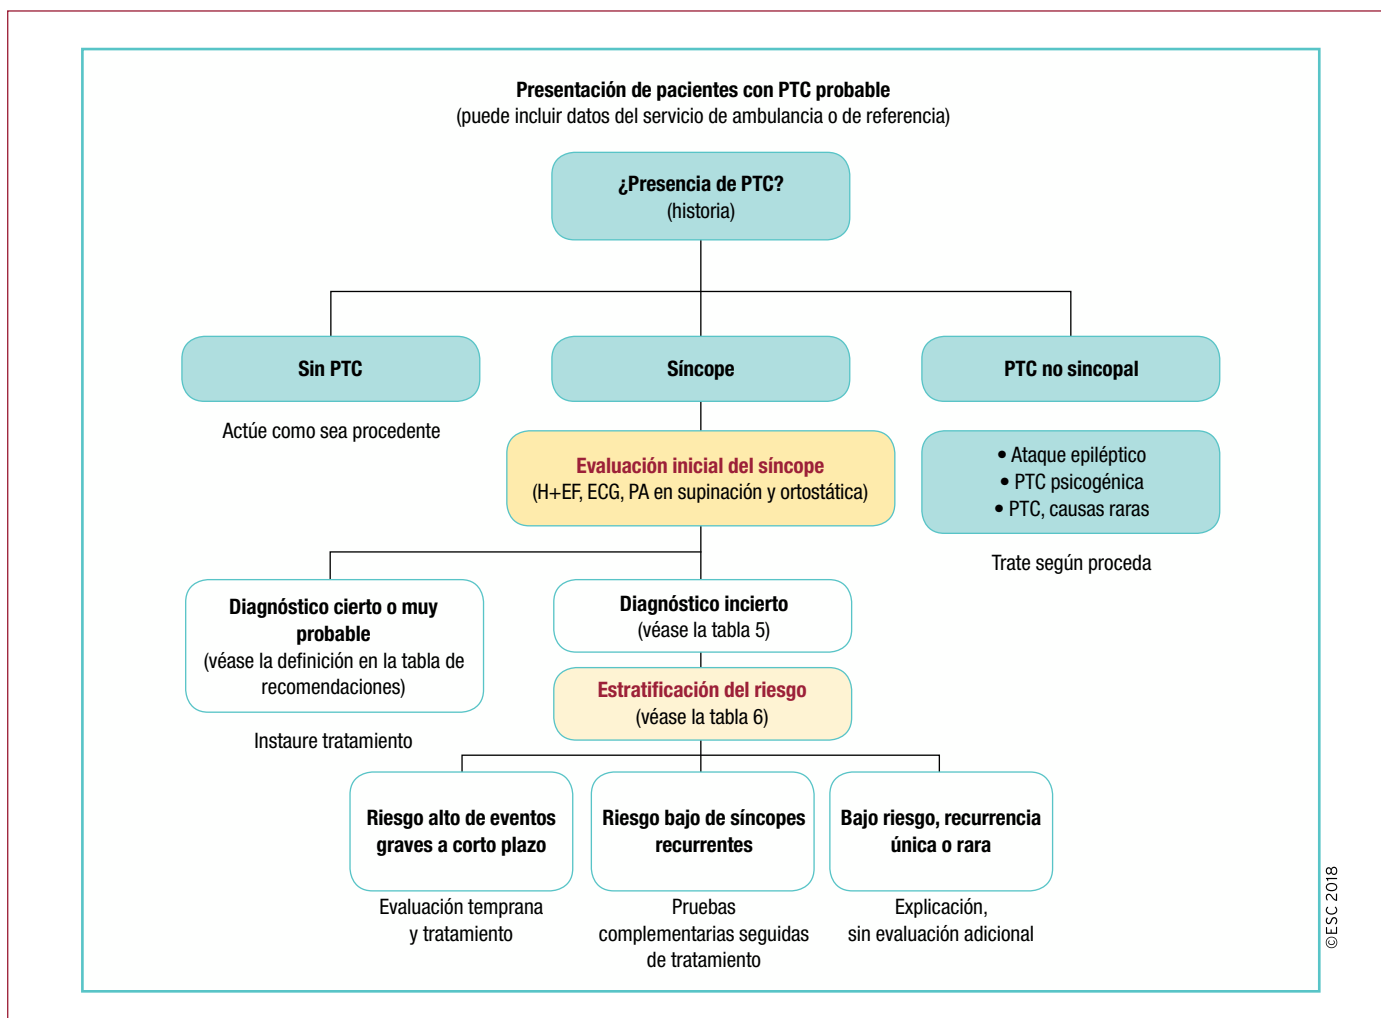 Presentación de pacientes con PTC probable
(puede incluir datos del servicio de ambulancia o de referencia)
¿Presencia de PTC?
(historia)
Sin PTC
Síncope
PTC no sincopal
Actúe como sea procedente
Evaluación inicial del síncope
(H+EF, ECG, PA en supinación y ortostática)
• Ataque epiléptico
• PTC psicogénica
• PTC, causas raras
Trate según proceda
Diagnóstico cierto o muy
probable
(véase la definición en la tabla de
recomendaciones)
Diagnóstico incierto
(véase la tabla 5)
Instaure tratamiento
Estratificación del riesgo
(véase la tabla 6)
Riesgo alto de eventos
graves a corto plazo
Riesgo bajo de síncopes
recurrentes
Bajo riesgo, recurrencia
única o rara
Evaluación temprana
y tratamiento
Pruebas
complementarias seguidas
de tratamiento
Explicación,
sin evaluación adicional
©ESC 2018